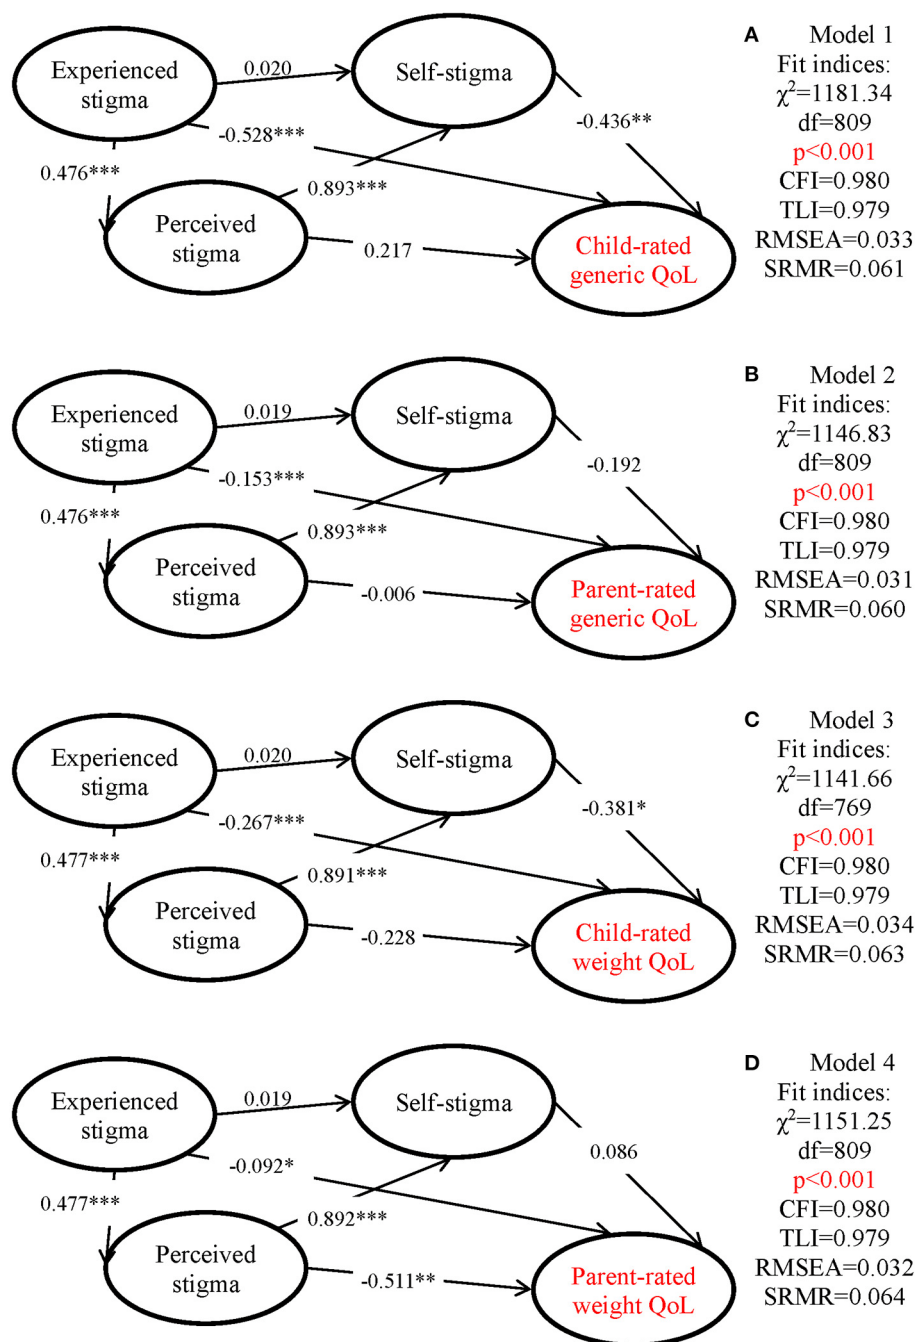 A Model 1
Fit indices:
χ²=1181.34
df=809
p<0.001
CFI=0.980
TLI=0.979
RMSEA=0.033
SRMR=0.061
Experienced
stigma
0.020
Self-stigma
-0.528***
-0.436**
0.476***
0.893***
Perceived
stigma
0.217
Child-rated
generic QoL
B Model 2
Fit indices:
χ²=1146.83
df=809
p<0.001
CFI=0.980
TLI=0.979
RMSEA=0.031
SRMR=0.060
Experienced
stigma
0.019
Self-stigma
-0.153***
-0.192
0.476***
0.893***
Perceived
stigma
-0.006
Parent-rated
generic QoL
C Model 3
Fit indices:
χ²=1141.66
df=769
p<0.001
CFI=0.980
TLI=0.979
RMSEA=0.034
SRMR=0.063
Experienced
stigma
0.020
Self-stigma
-0.267***
-0.381*
0.477***
0.891***
Perceived
stigma
-0.228
Child-rated
weight QoL
D Model 4
Fit indices:
χ²=1151.25
df=809
p<0.001
CFI=0.980
TLI=0.979
RMSEA=0.032
SRMR=0.064
Experienced
stigma
0.019
Self-stigma
-0.092*
0.086
0.477***
0.892***
Perceived
stigma
-0.511**
Parent-rated
weight QoL